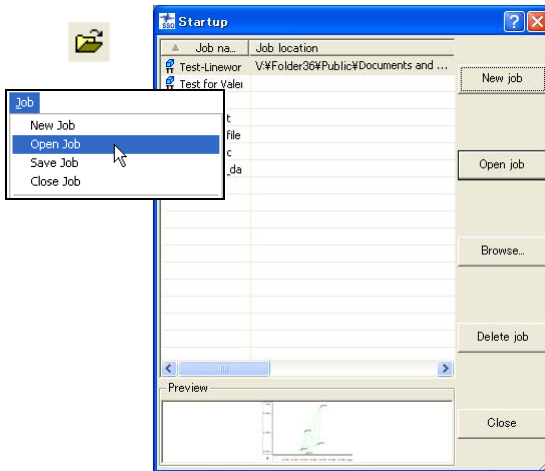 Startup
Job na... Job location
Test-Linewor V:¥Folder36¥Public¥Documents and ...
Test for Valer
t
file
c
_da
Job
New Job
Open Job
Save Job
Close Job
New job
Open job
Browse...
Delete job
Close
Preview